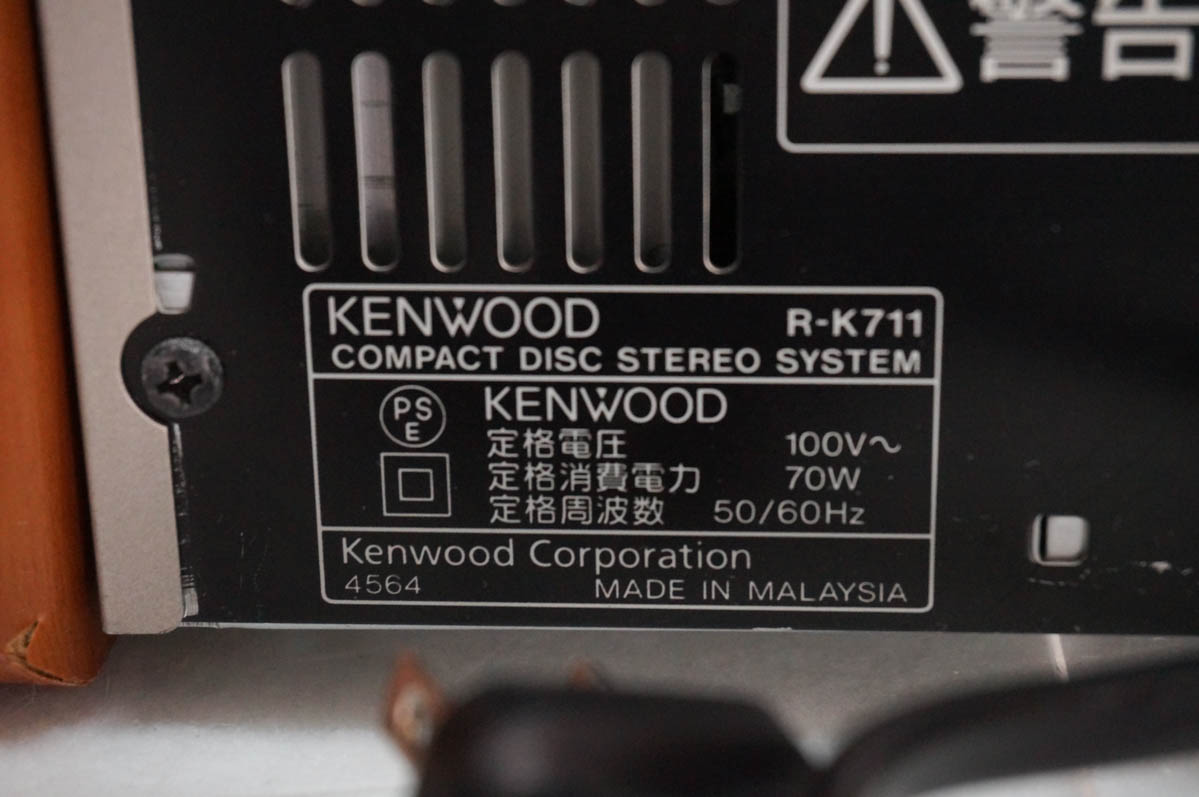 警告
KENWOOD R-K711
COMPACT DISC STEREO SYSTEM
PS
E
KENWOOD
定格電圧 100V～
定格消費電力 70W
定格周波数 50/60Hz
Kenwood Corporation
4564 MADE IN MALAYSIA